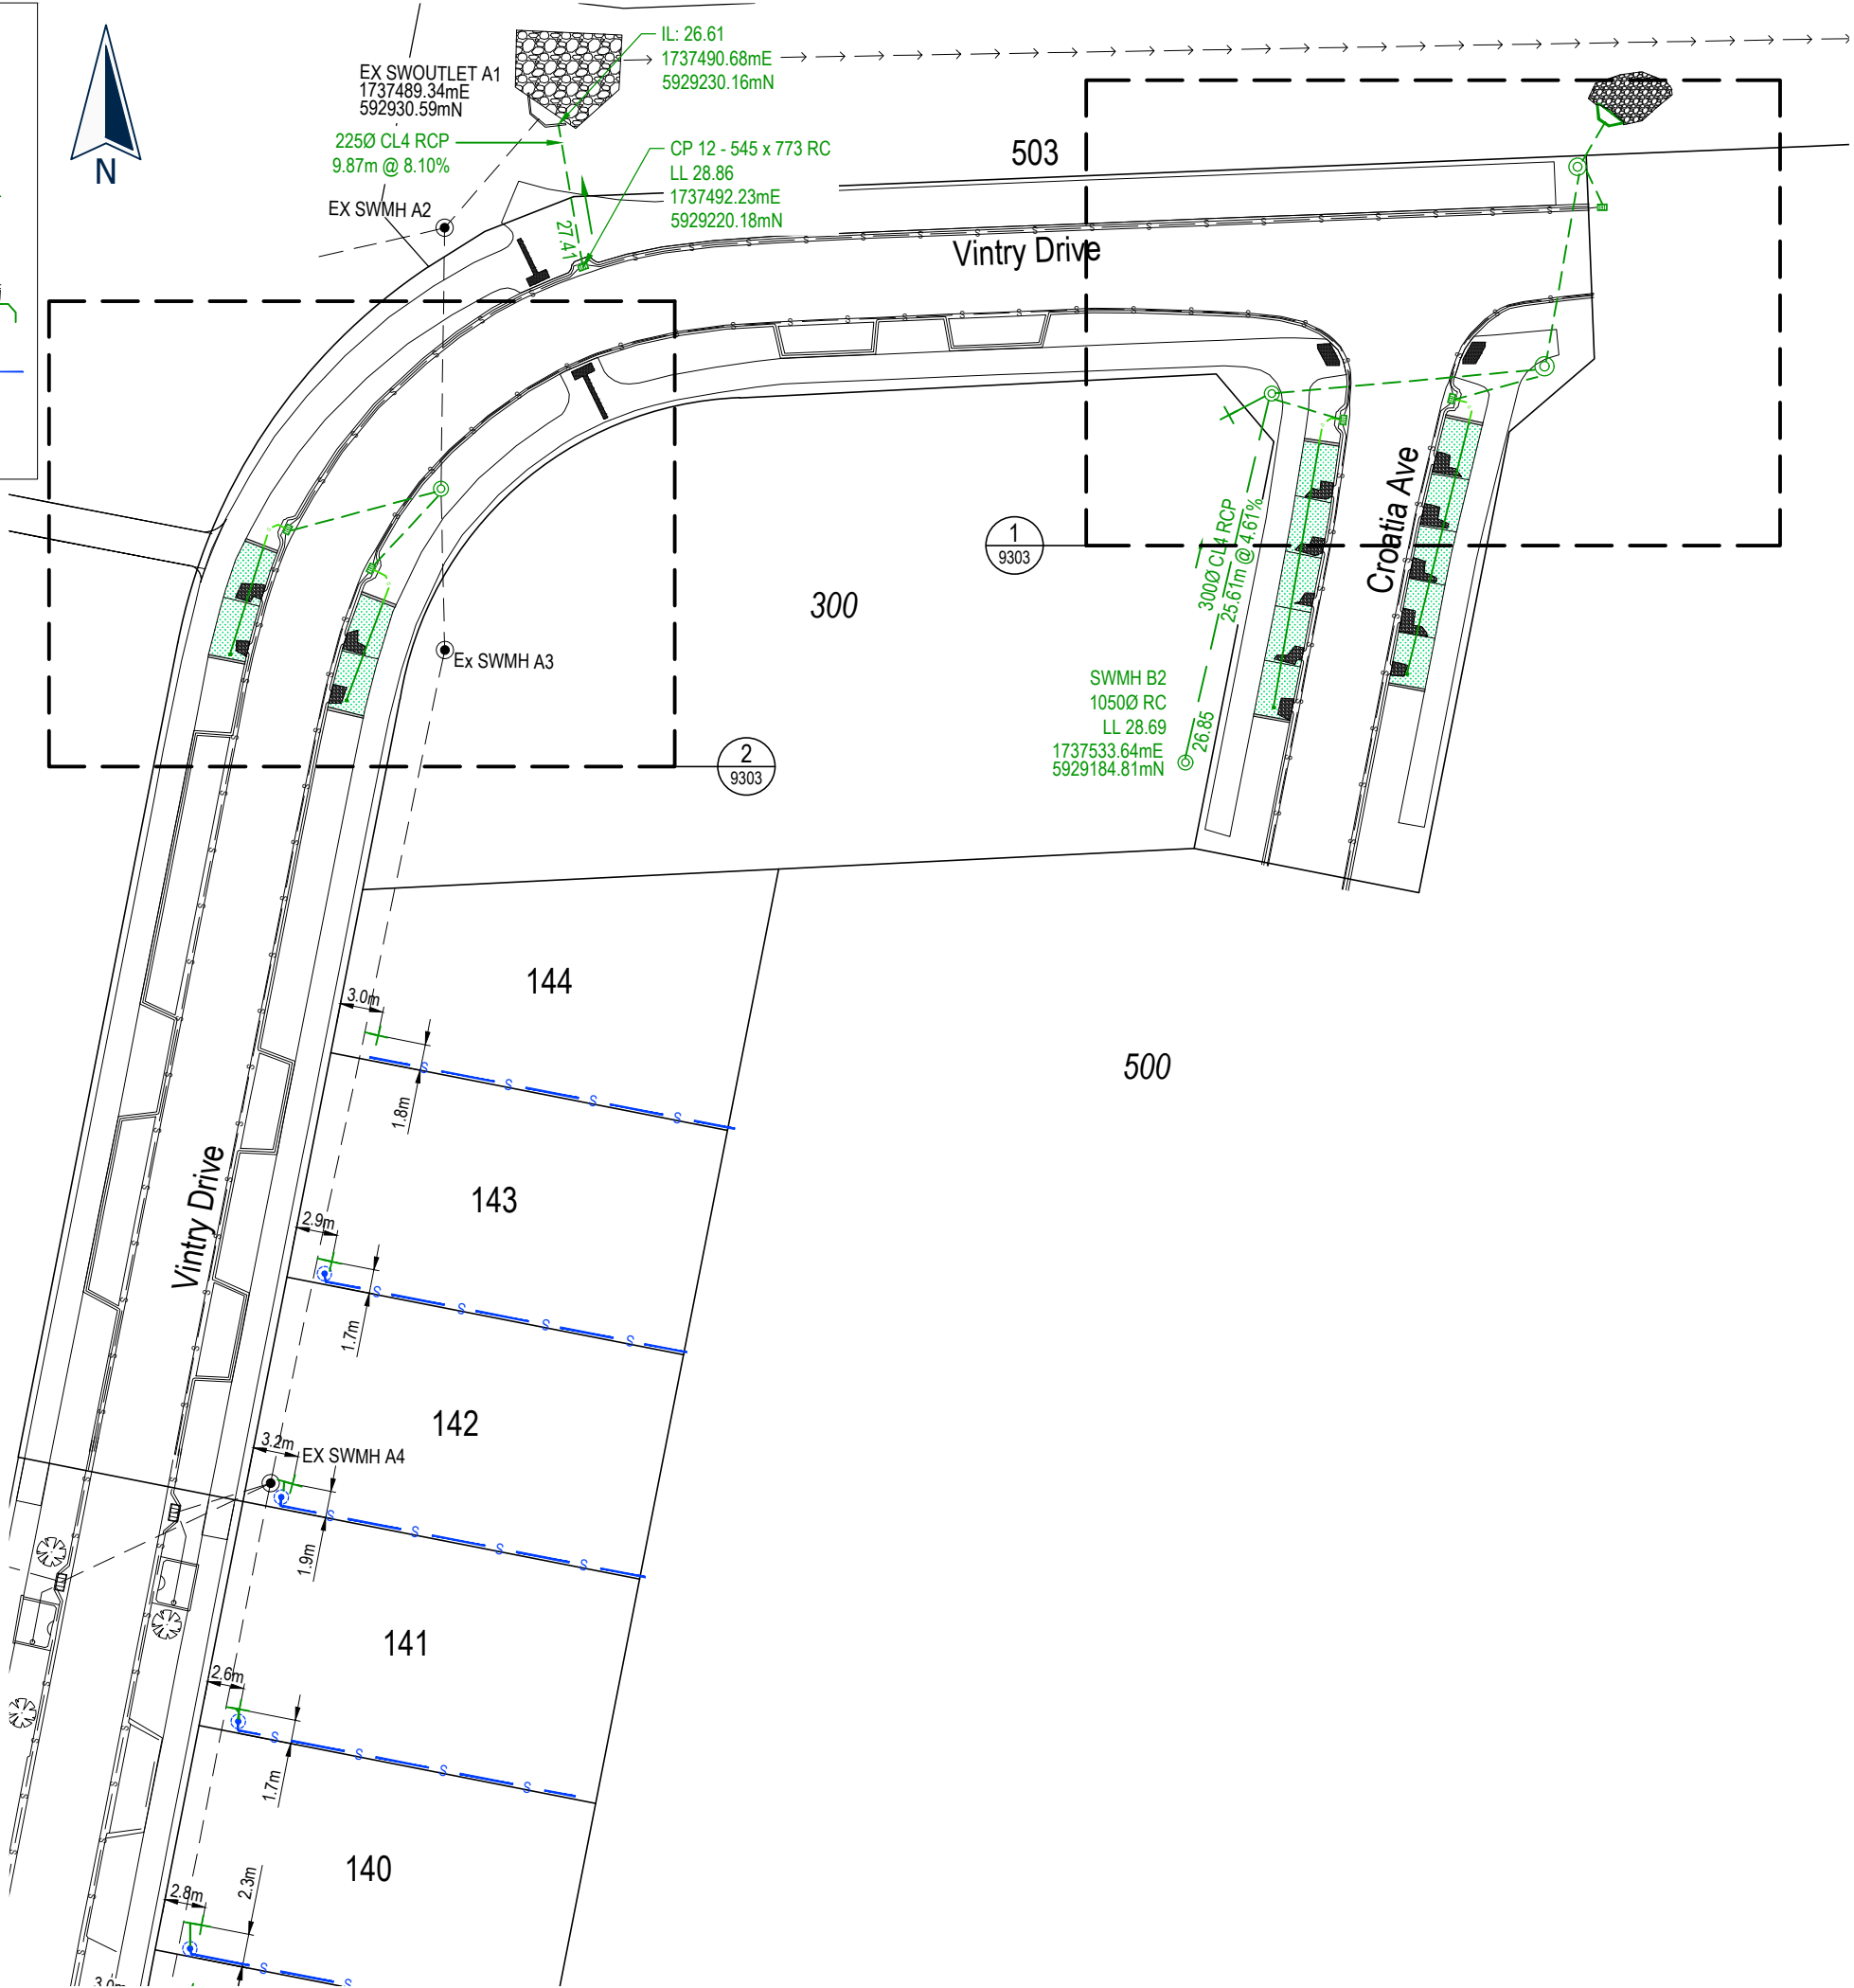 IL: 26.61
1737490.68mE
5929230.16mN
EX SWOUTLET A1
1737489.34mE
592930.59mN
225Ø CL4 RCP
9.87m @ 8.10%
CP 12 - 545 x 773 RC
LL 28.86
1737492.23mE
5929220.18mN
N
EX SWMH A2
27.41
503
Vintry Drive
Croatia Ave
1
9303
300
300Ø CL4 RCP
25.61m @ 4.61%
Ex SWMH A3
SWMH B2
1050Ø RC
LL 28.69
1737533.64mE
5929184.81mN
26.85
2
9303
144
3.0m
1.8m
500
143
2.9m
1.7m
Vintry Drive
142
3.2m
EX SWMH A4
1.9m
141
2.6m
1.7m
140
2.8m
2.3m
3.0m